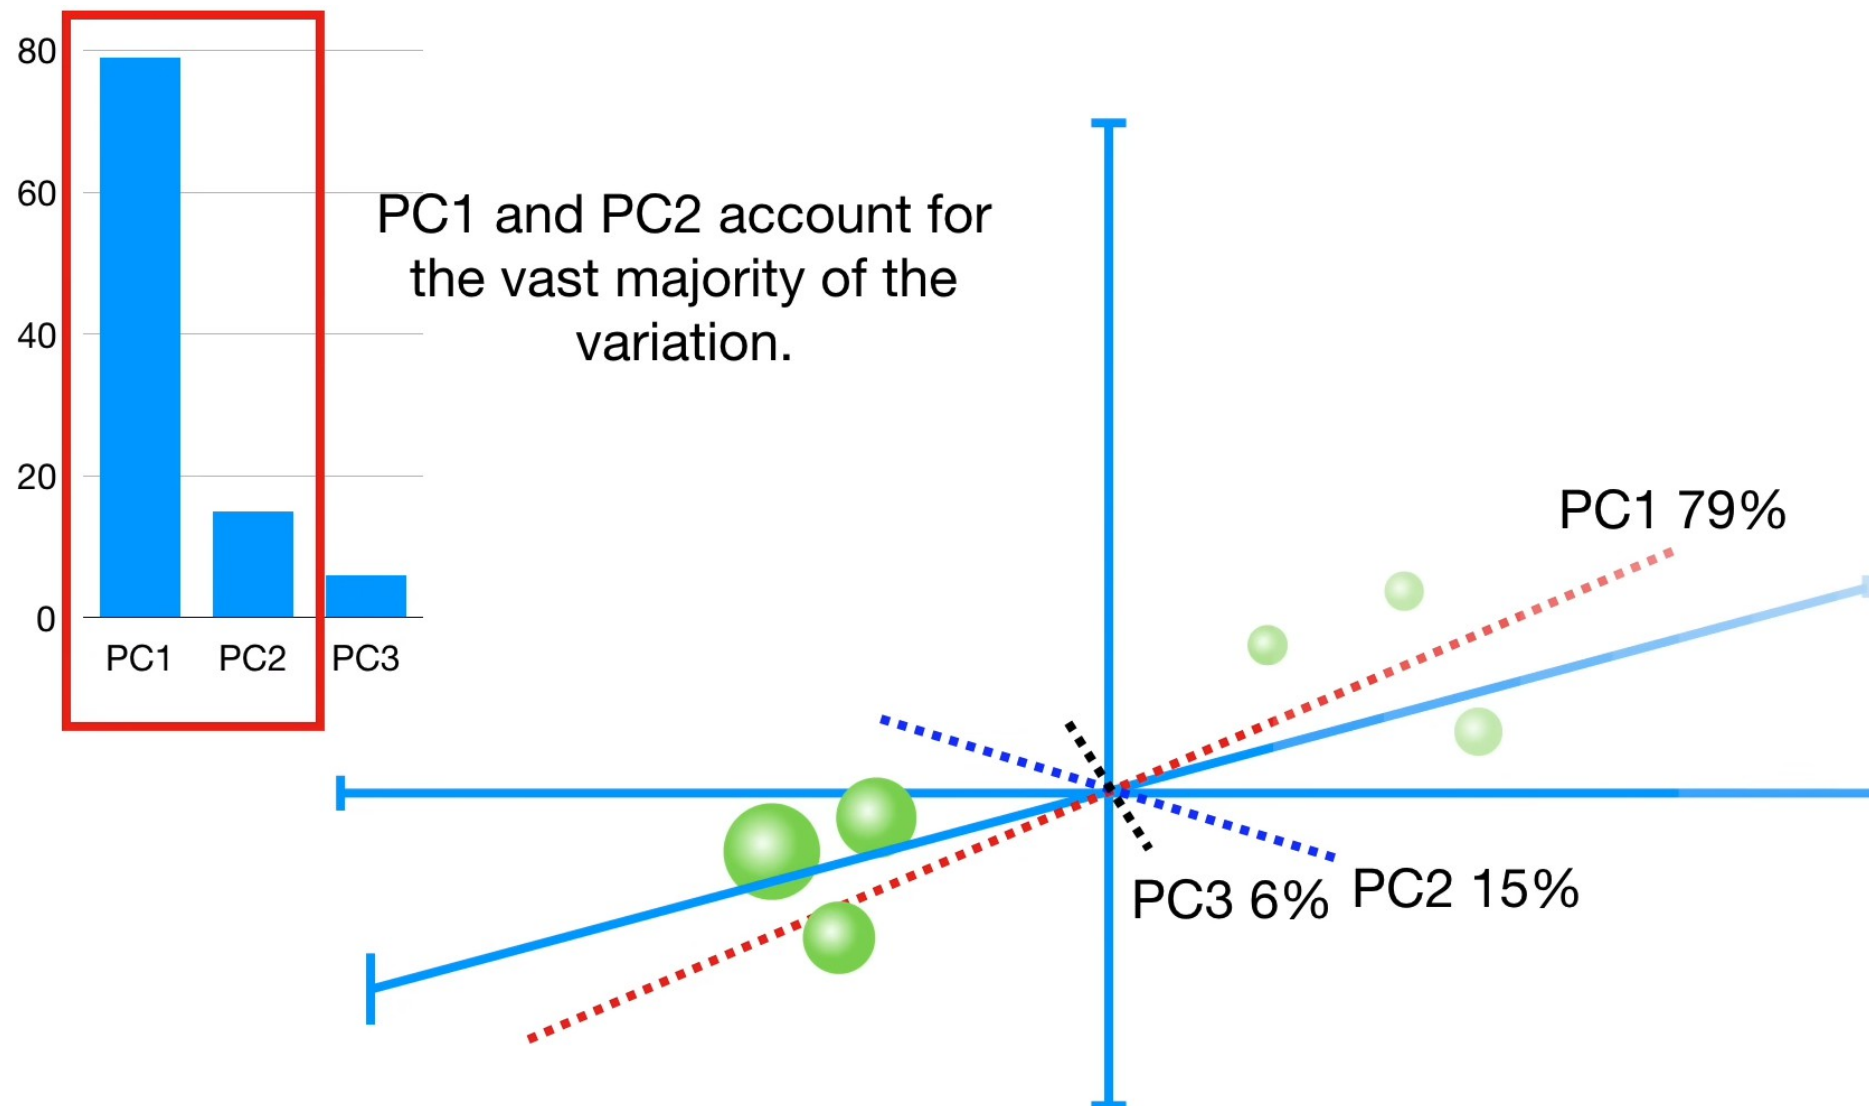 80
60
40
20
0
PC1 PC2 PC3
PC1 and PC2 account for
the vast majority of the
variation.
PC1 79%
PC3 6%
PC2 15%